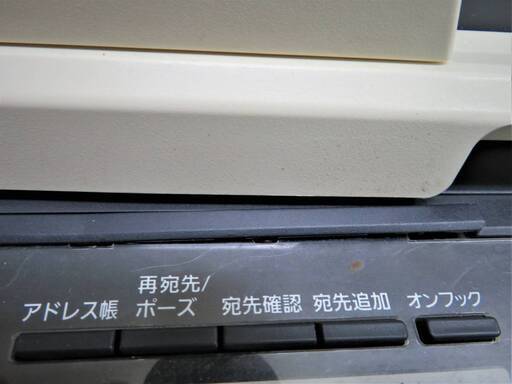 アドレス帳
再宛先/
ポーズ
宛先確認
宛先追加
オンフック